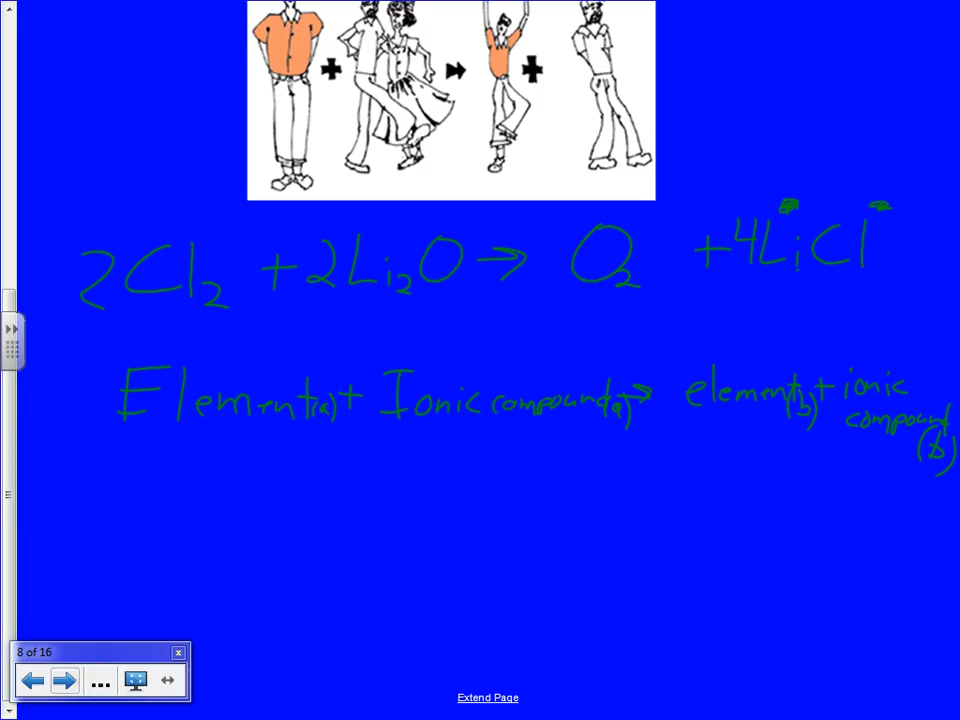 2Cl2 + 2Li2O → O2 + 4LiCl
Element(a) + Ionic compound(a) → element(b) + ionic compound (b)
8 of 16
Extend Page